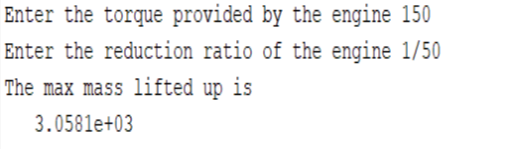 Enter the torque provided by the engine 150
Enter the reduction ratio of the engine 1/50
The max mass lifted up is
3.0581e+03